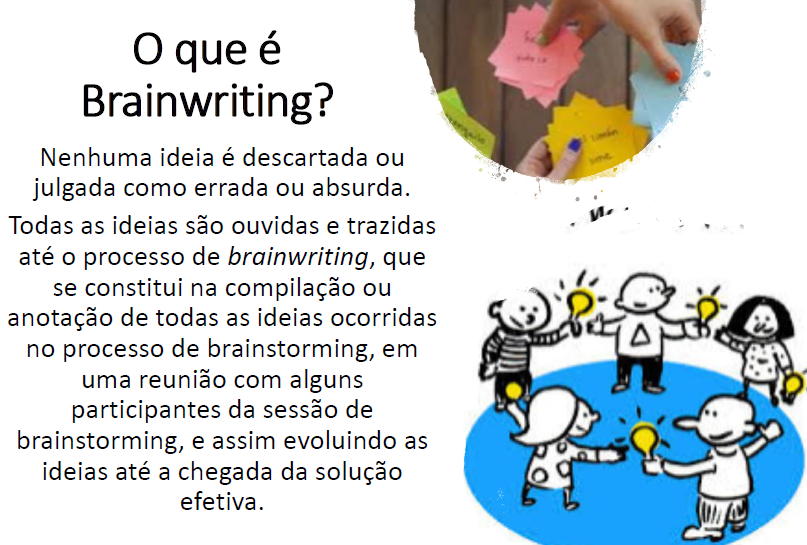 O que é
Brainwriting?
Nenhuma ideia é descartada ou
julgada como errada ou absurda.
Todas as ideias são ouvidas e trazidas
até o processo de brainwriting, que
se constitui na compilação ou
anotação de todas as ideias ocorridas
no processo de brainstorming, em
uma reunião com alguns
participantes da sessão de
brainstorming, e assim evoluindo as
ideias até a chegada da solução
efetiva.